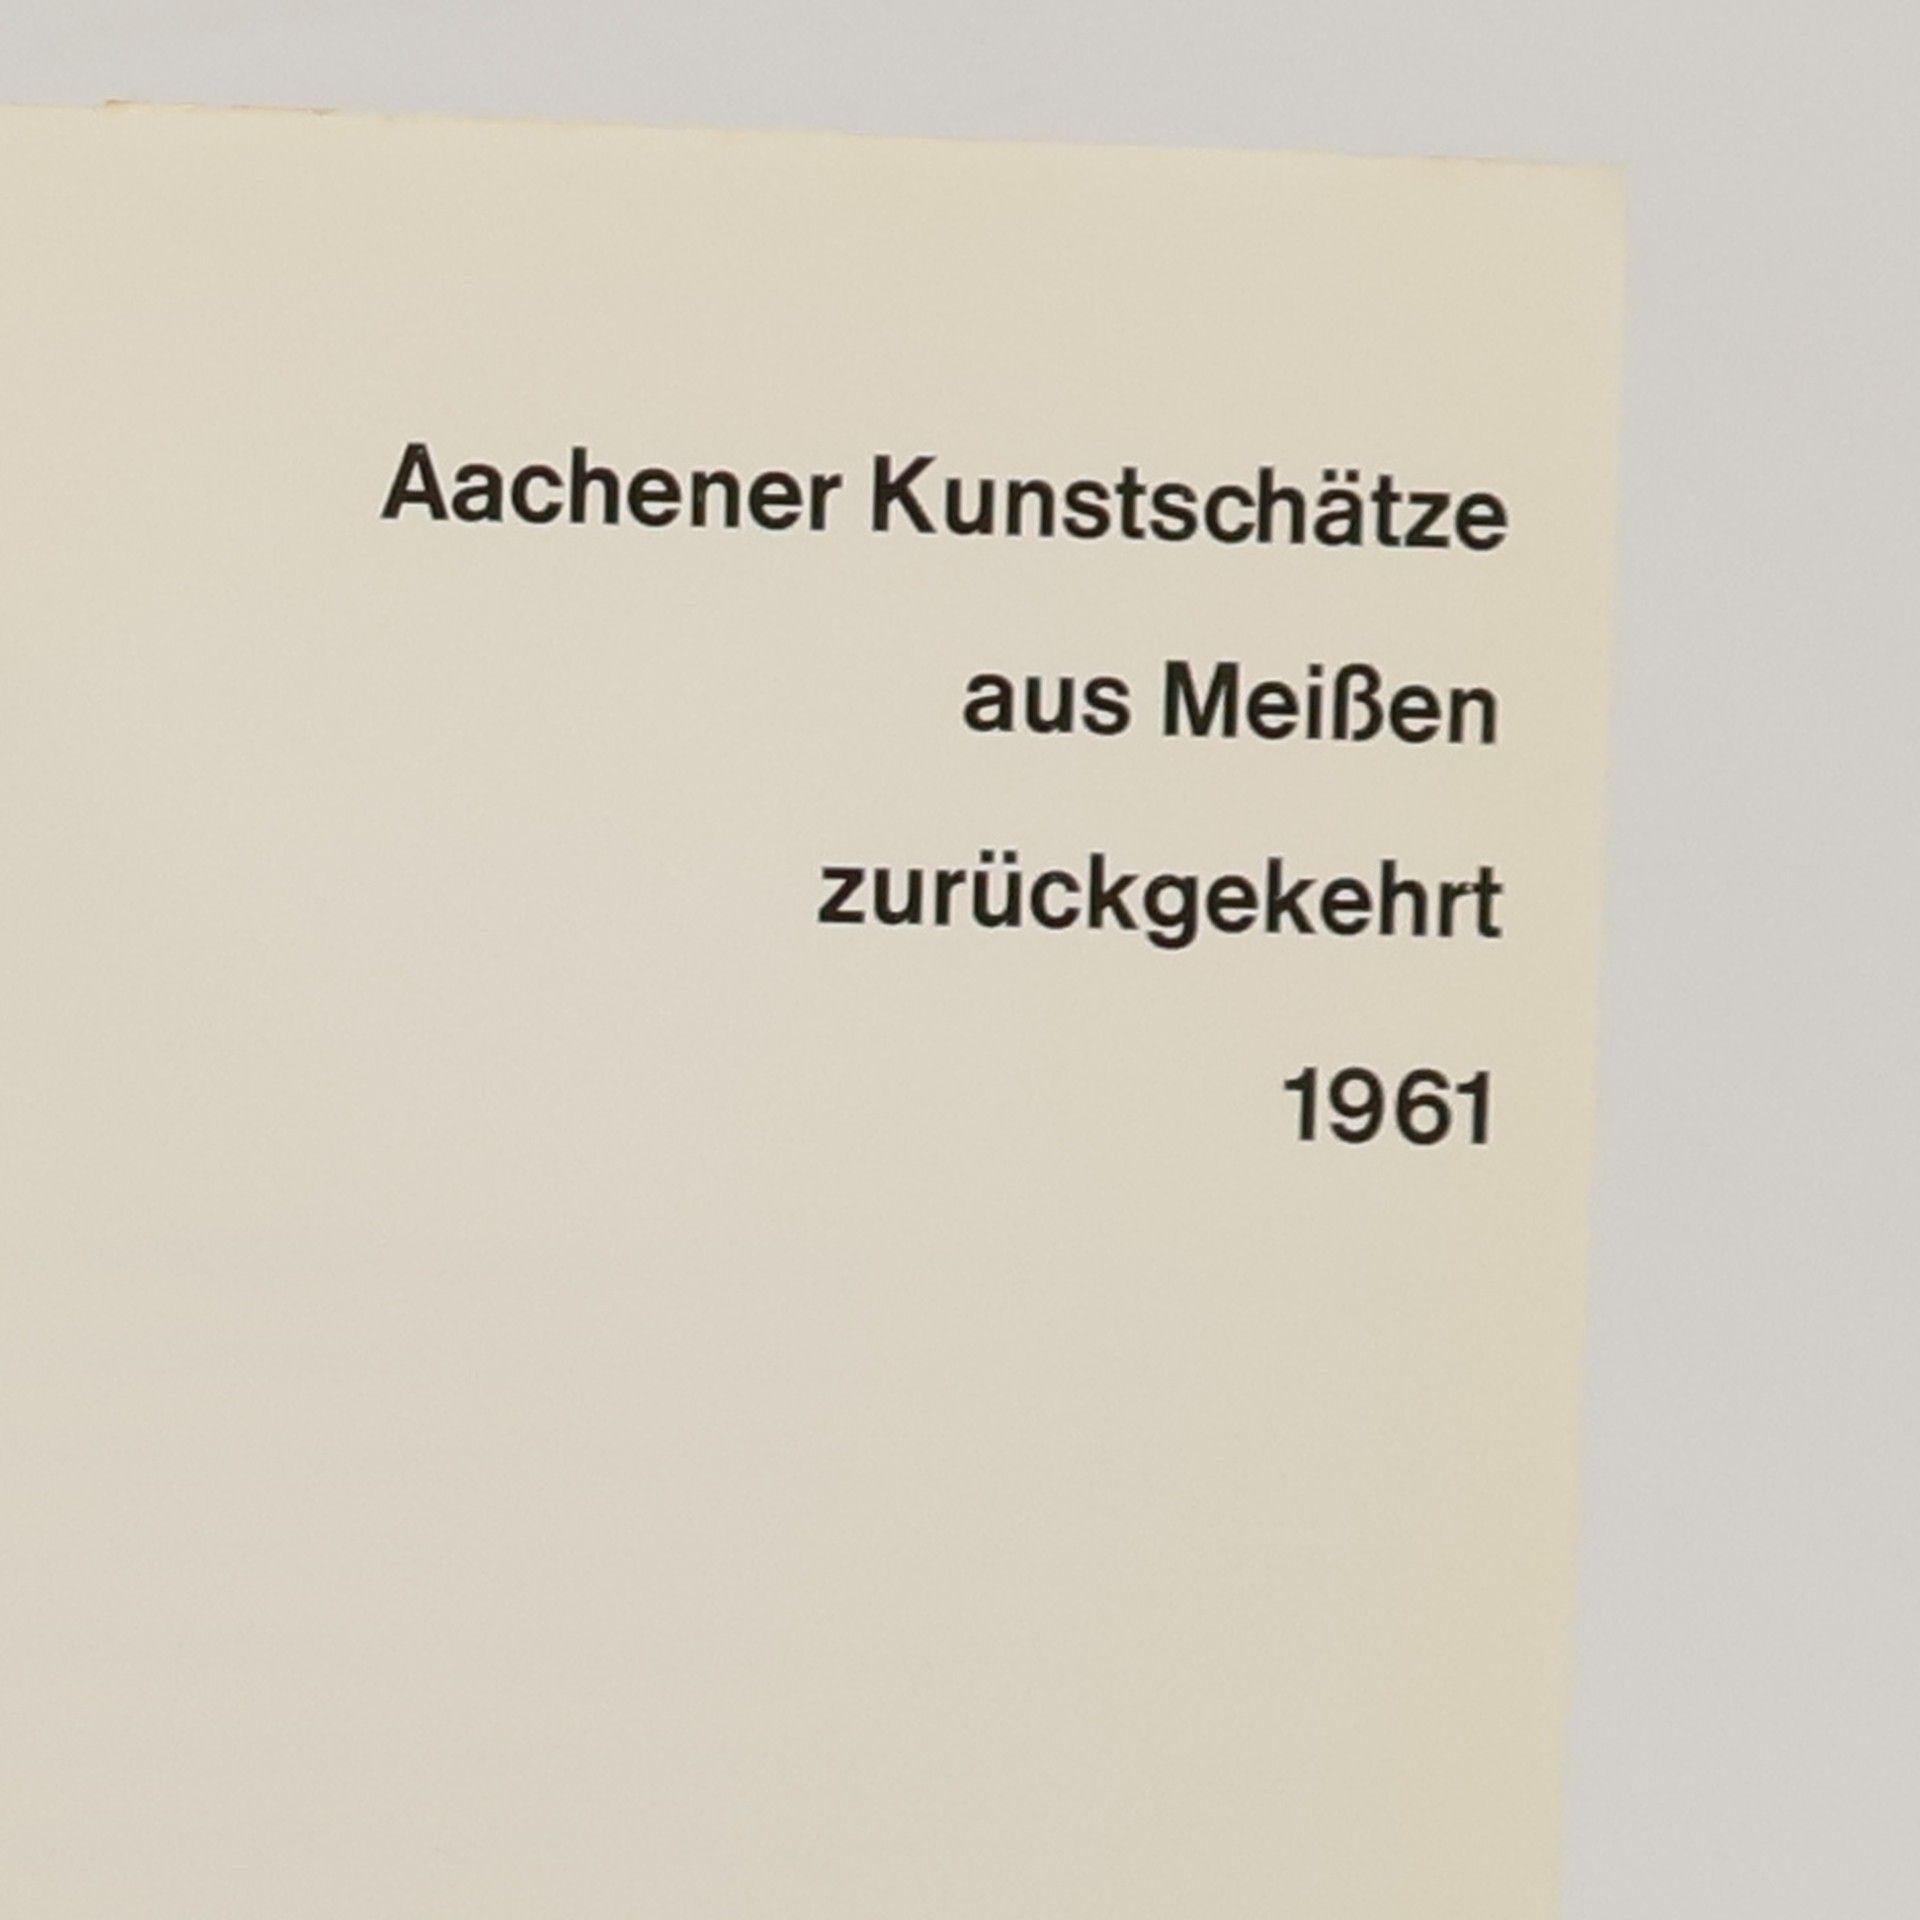 Aachener Kunstschätze
aus Meißen
zurückgekehrt
1961